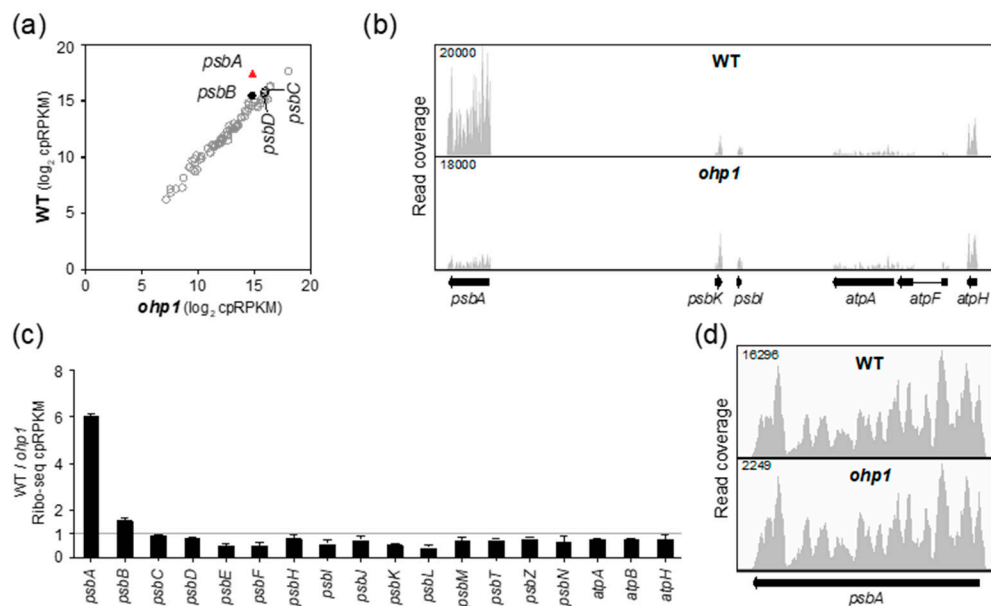 (a)
20
15
10
5
0
WT (log2 cpRPKM)
psbA
psbB
psbD
psbC
0 5 10 15 20
ohp1 (log2 cpRPKM)
(b)
20000
WT
18000
ohp1
Read coverage
psbA psbK psbI atpA atpF atpH
(c)
8
6
4
2
1
0
WT / ohp1
Ribo-seq cpRPKM
psbA psbB psbC psbD psbE psbF psbH psbI psbJ psbK psbL psbM psbT psbZ psbN atpA atpB atpH
(d)
16296
WT
2249
ohp1
Read coverage
psbA